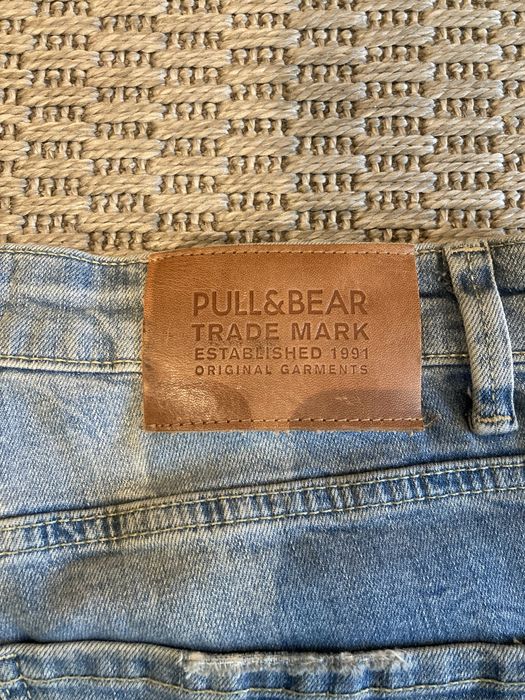 PULL&BEAR
TRADE MARK
ESTABLISHED 1991
ORIGINAL GARMENTS